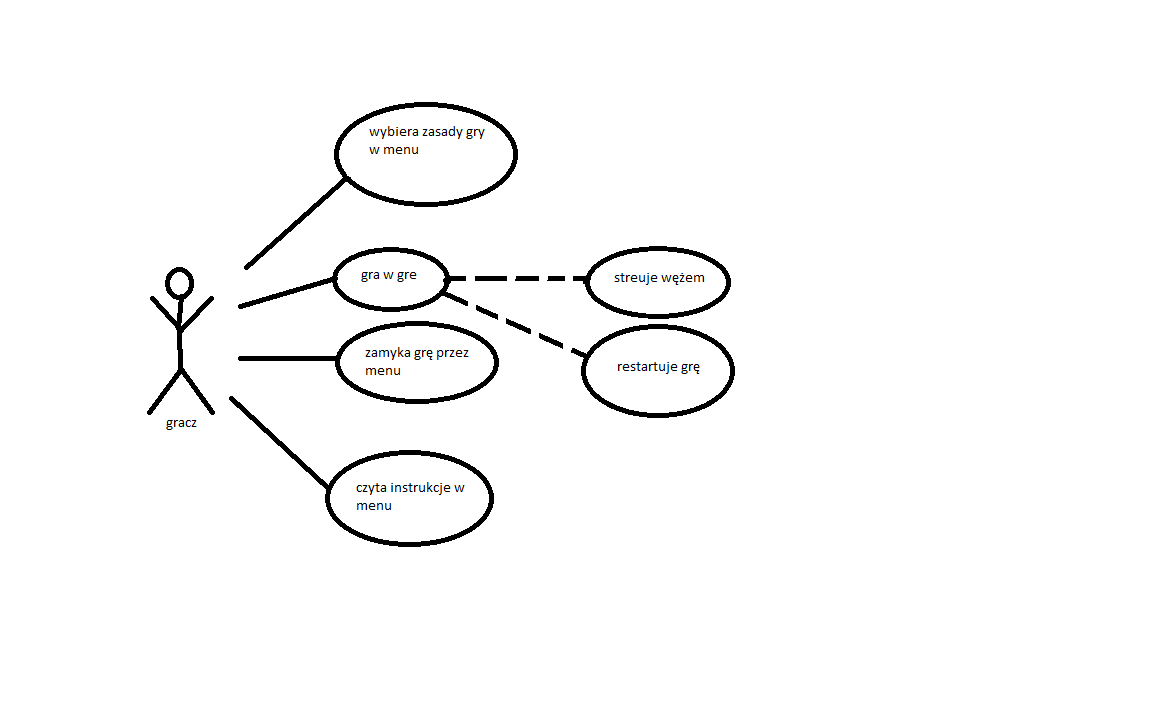 wybiera zasady gry
w menu
gra w gre
streuje wężem
zamyka grę przez
menu
restartuje grę
gracz
czyta instrukcje w
menu